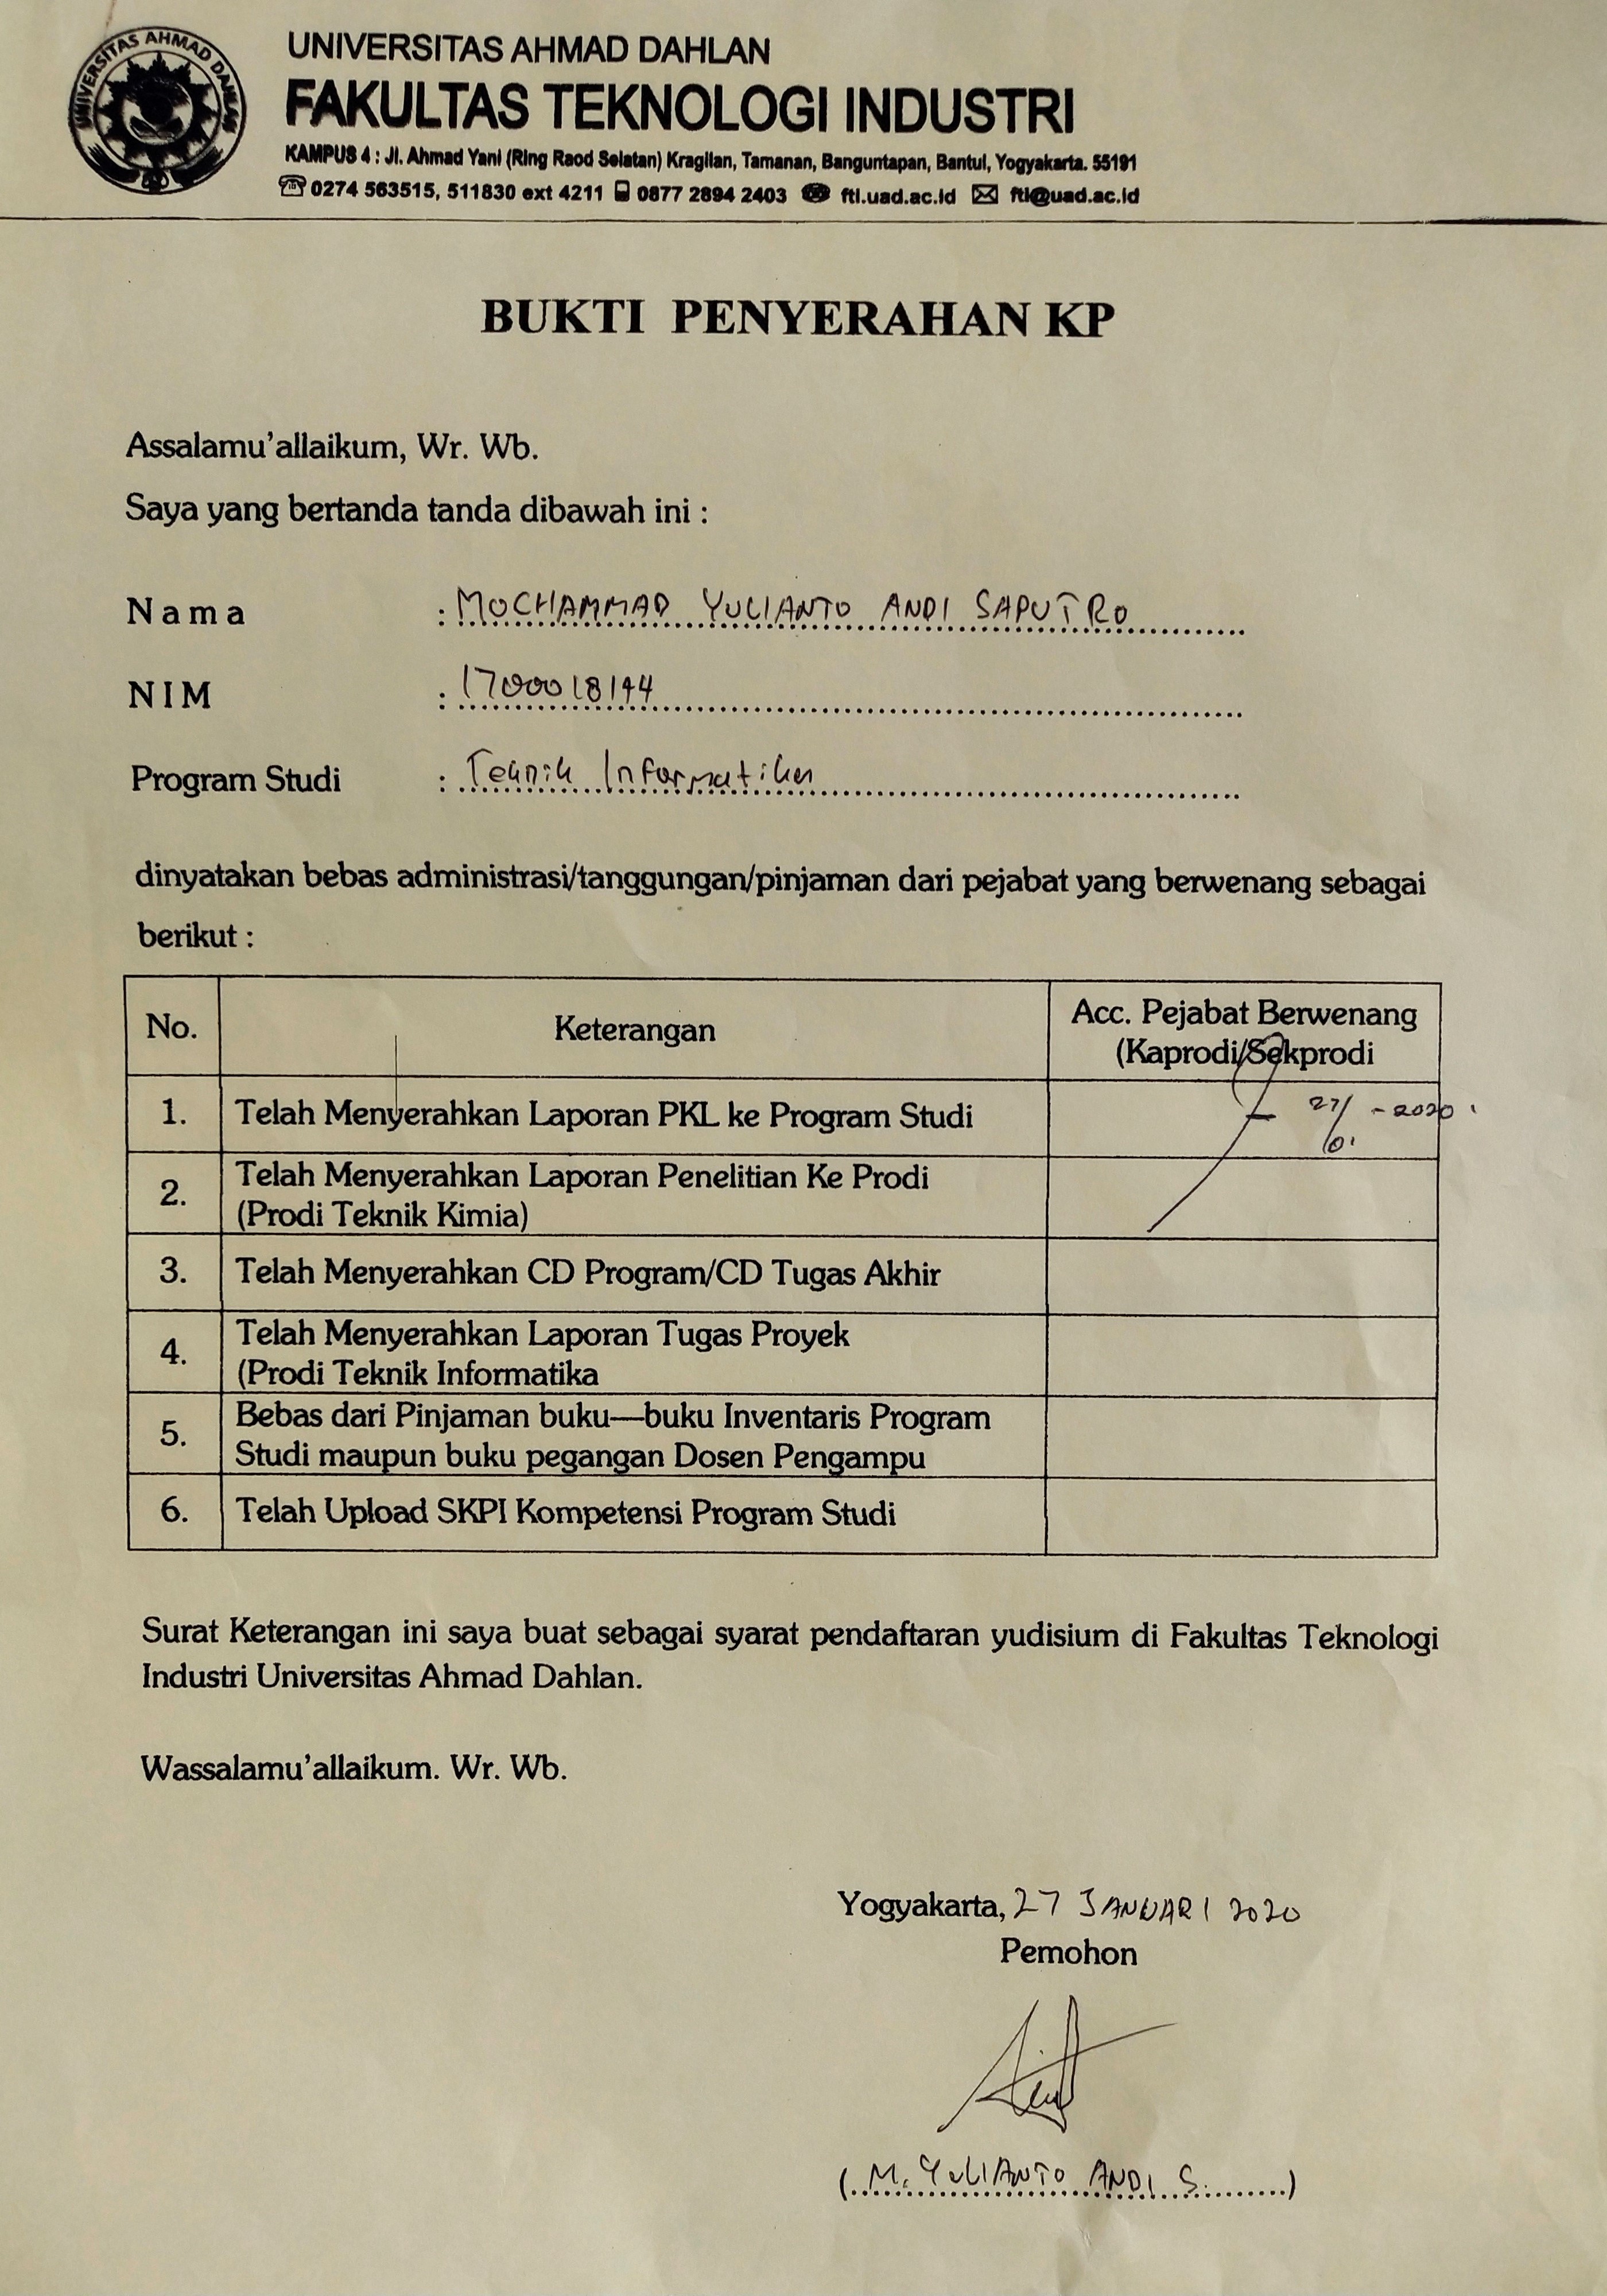 UNIVERSITAS AHMAD DAHLAN
UNIVERSITAS AHMAD DAHLAN
FAKULTAS TEKNOLOGI INDUSTRI
KAMPUS 4 : Jl. Ahmad Yani (Ring Raod Selatan) Kragilan, Tamanan, Banguntapan, Bantul, Yogyakarta. 55191
0274 563515, 511830 ext 4211 0877 2894 2403 fti.uad.ac.id fti@uad.ac.id
BUKTI PENYERAHAN KP
Assalamu'allaikum, Wr. Wb.
Saya yang bertanda tanda dibawah ini :
Nama : MOCHAMMAD YULIANTO ANDI SAPUTRO
NIM : 1700018144
Program Studi : Teknik Informatika
dinyatakan bebas administrasi/tanggungan/pinjaman dari pejabat yang berwenang sebagai
berikut :
No. Keterangan Acc. Pejabat Berwenang
(Kaprodi/Sekprodi
1. Telah Menyerahkan Laporan PKL ke Program Studi 27/01 - 2020
2. Telah Menyerahkan Laporan Penelitian Ke Prodi
(Prodi Teknik Kimia)
3. Telah Menyerahkan CD Program/CD Tugas Akhir
4. Telah Menyerahkan Laporan Tugas Proyek
(Prodi Teknik Informatika
5. Bebas dari Pinjaman buku—buku Inventaris Program
Studi maupun buku pegangan Dosen Pengampu
6. Telah Upload SKPI Kompetensi Program Studi
Surat Keterangan ini saya buat sebagai syarat pendaftaran yudisium di Fakultas Teknologi
Industri Universitas Ahmad Dahlan.
Wassalamu'allaikum. Wr. Wb.
Yogyakarta, 27 JANUARI 2020
Pemohon
(M. YULIANTO ANDI S.)